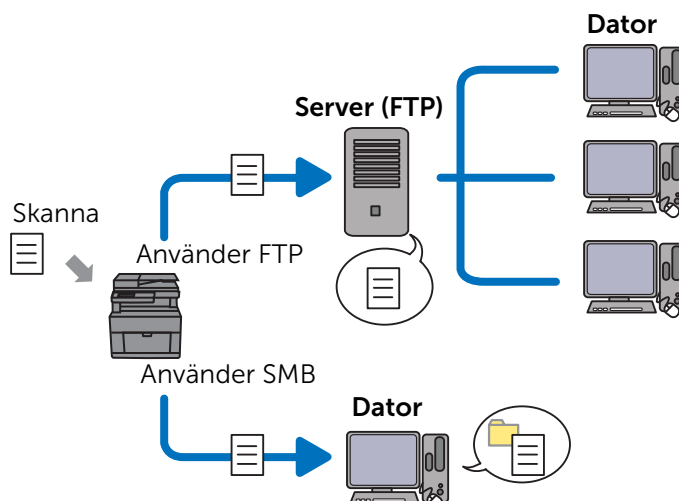 Dator
Server (FTP)
Skanna
Använder FTP
Använder SMB
Dator